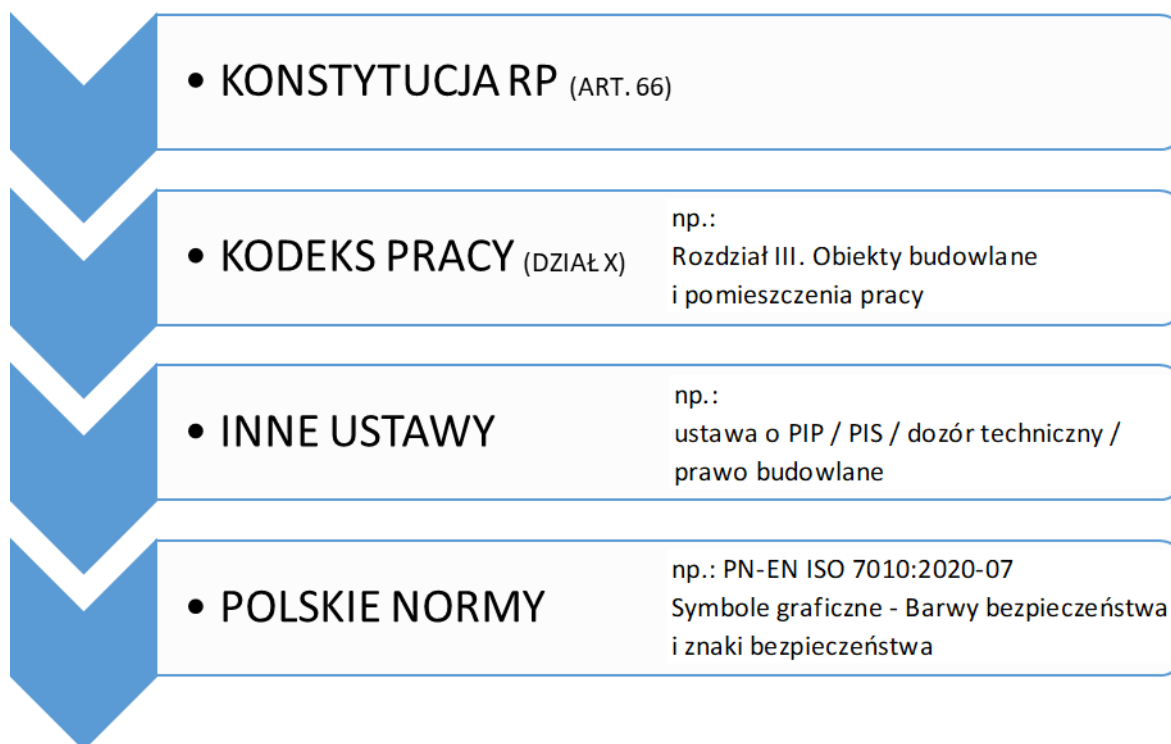 • KONSTYTUCJA RP (ART. 66)
• KODEKS PRACY (DZIAŁ X)
np.:
Rozdział III. Obiekty budowlane
i pomieszczenia pracy
• INNE USTAWY
np.:
ustawa o PIP / PIS / dozór techniczny /
prawo budowlane
• POLSKIE NORMY
np.: PN-EN ISO 7010:2020-07
Symbole graficzne - Barwy bezpieczeństwa
i znaki bezpieczeństwa